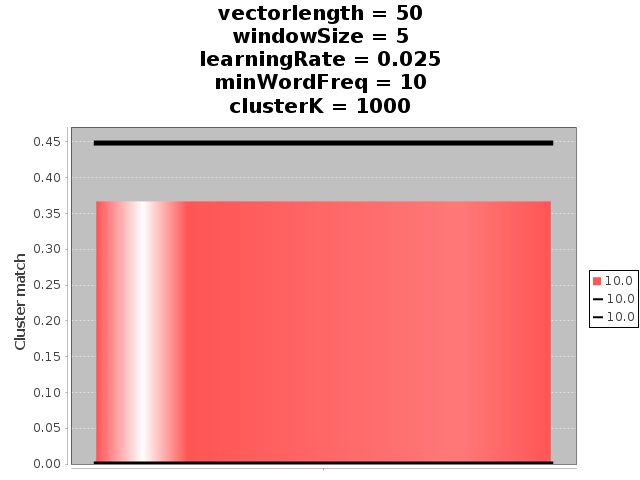 vectorlength = 50
windowSize = 5
learningRate = 0.025
minWordFreq = 10
clusterK = 1000
0.45
0.40
0.35
0.30
0.25
0.20
0.15
0.10
0.05
0.00
Cluster match
10.0
10.0
10.0